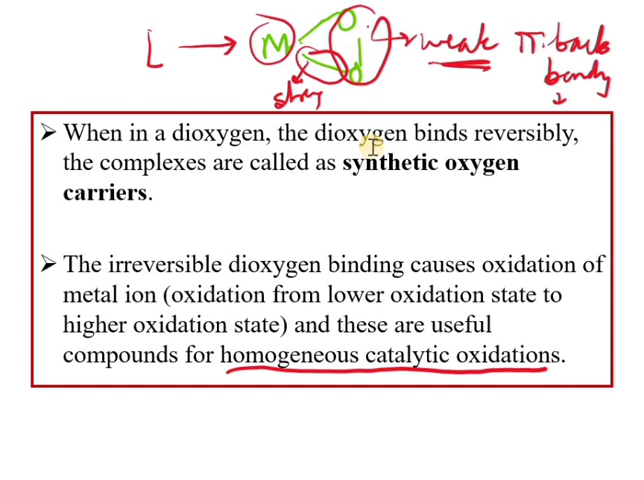 L → M O O → weak π-back
strong bonding
➢ When in a dioxygen, the dioxygen binds reversibly,
the complexes are called as synthetic oxygen
carriers.
➢ The irreversible dioxygen binding causes oxidation of
metal ion (oxidation from lower oxidation state to
higher oxidation state) and these are useful
compounds for homogeneous catalytic oxidations.